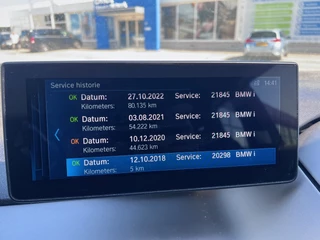 Service historie
14:41
OK Datum: 27.10.2022 Service: 21845 BMW i
Kilometers: 80.135 km
OK Datum: 03.08.2021 Service: 21845 BMW i
Kilometers: 54.222 km
OK Datum: 10.12.2020 Service: 21845 BMW i
Kilometers: 44.623 km
OK Datum: 12.10.2018 Service: 20298 BMW i
Kilometers: 5 km